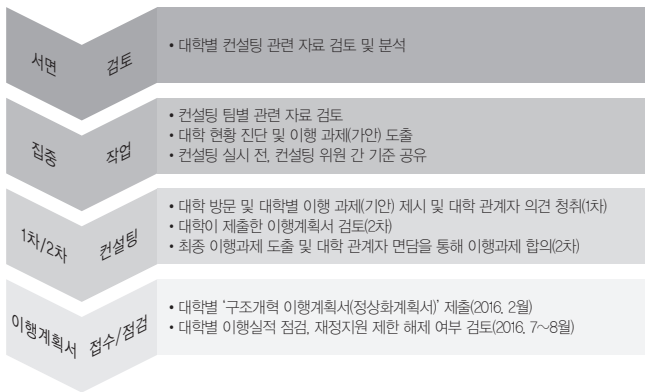 서면 검토
• 대학별 컨설팅 관련 자료 검토 및 분석
집중 작업
• 컨설팅 팀별 관련 자료 검토
• 대학 현황 진단 및 이행 과제(가안) 도출
• 컨설팅 실시 전, 컨설팅 위원 간 기준 공유
1차/2차 컨설팅
• 대학 방문 및 대학별 이행 과제(기안) 제시 및 대학 관계자 의견 청취(1차)
• 대학이 제출한 이행계획서 검토(2차)
• 최종 이행과제 도출 및 대학 관계자 면담을 통해 이행과제 합의(2차)
이행계획서 접수/점검
• 대학별 ‘구조개혁 이행계획서(정상화계획서)’ 제출(2016. 2월)
• 대학별 이행실적 점검, 재정지원 제한 해제 여부 검토(2016. 7~8월)